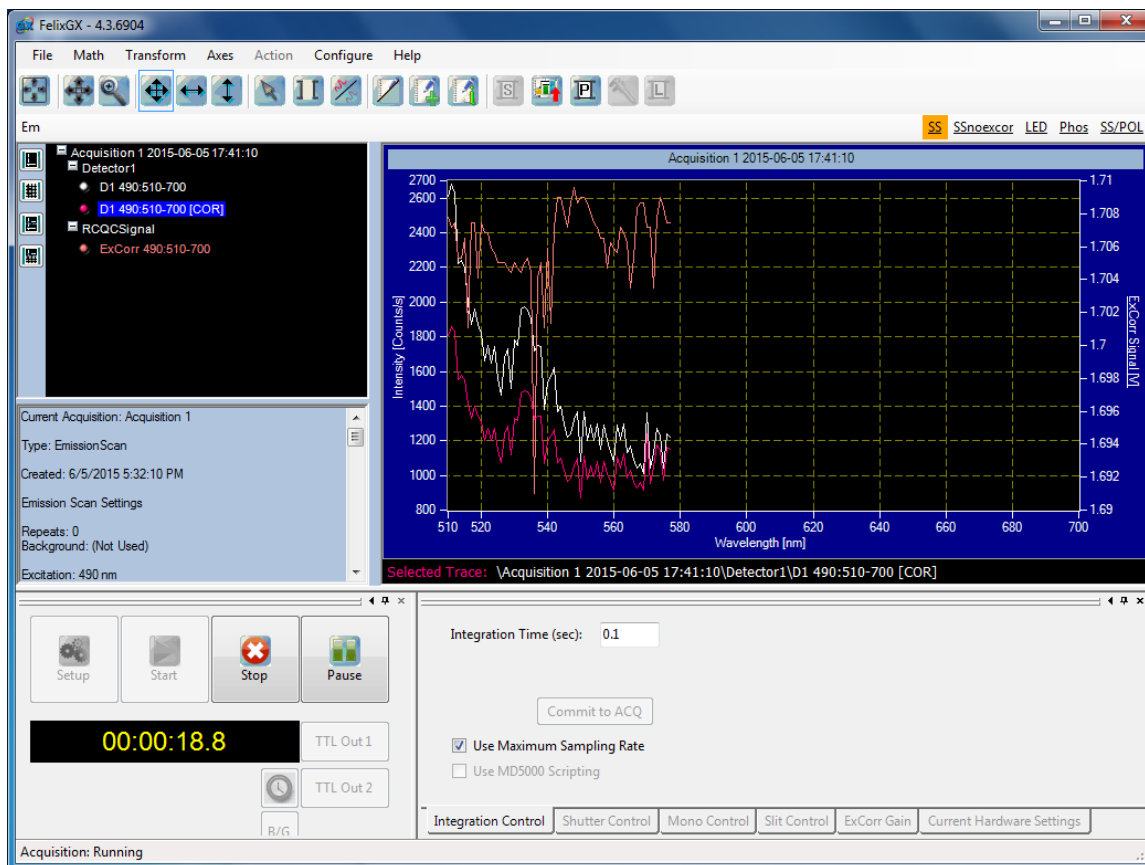 FelixGX - 4.3.6904
File Math Transform Axes Action Configure Help
Em
SS SSnoexcor LED Phos SS/POL
Acquisition 1 2015-06-05 17:41:10
Detector1
D1 490:510-700
D1 490:510-700 [COR]
RCQCSignal
ExCorr 490:510-700
Acquisition 1 2015-06-05 17:41:10
2700
2600
2400
2200
2000
1800
1600
1400
1200
1000
800
Intensity [Counts/s]
1.71
1.708
1.706
1.704
1.702
1.7
1.698
1.696
1.694
1.692
1.69
ExCorr Signal [V]
510 520 540 560 580 600 620 640 660 680 700
Wavelength [nm]
Selected Trace: \Acquisition 1 2015-06-05 17:41:10\Detector1\D1 490:510-700 [COR]
Current Acquisition: Acquisition 1
Type: EmissionScan
Created: 6/5/2015 5:32:10 PM
Emission Scan Settings
Repeats: 0
Background: (Not Used)
Excitation: 490 nm
Setup Start Stop Pause
00:00:18.8
TTL Out 1
TTL Out 2
B/G
Integration Time (sec): 0.1
Commit to ACQ
Use Maximum Sampling Rate
Use MD5000 Scripting
Integration Control Shutter Control Mono Control Slit Control ExCorr Gain Current Hardware Settings
Acquisition: Running